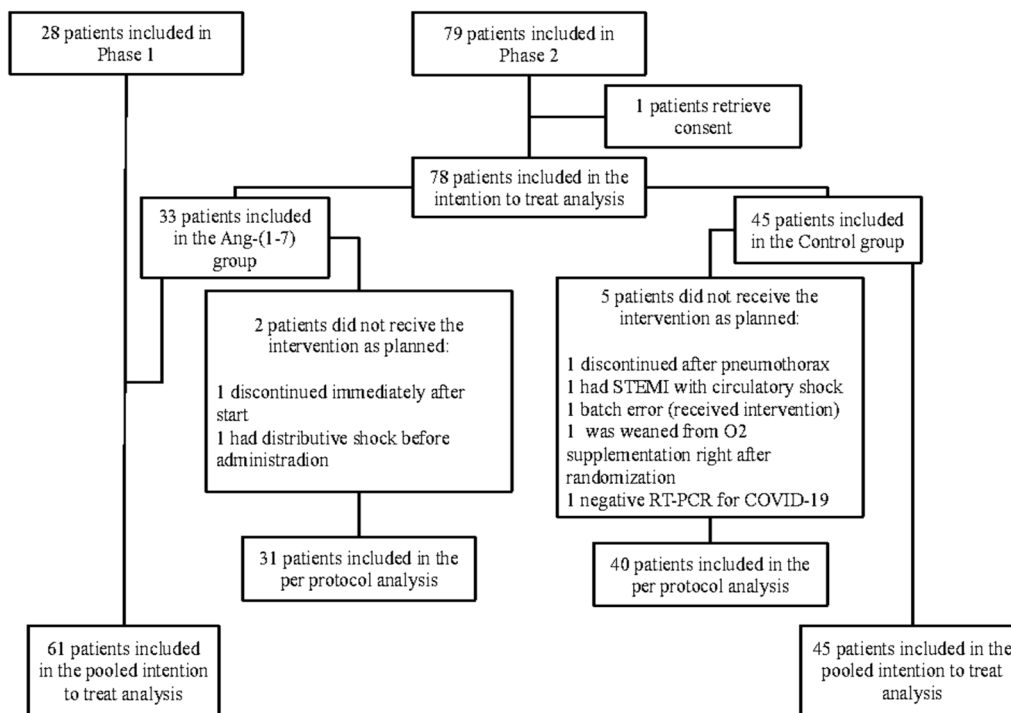 28 patients included in
Phase 1
79 patients included in
Phase 2
1 patients retrieve
consent
78 patients included in the
intention to treat analysis
33 patients included
in the Ang-(1-7)
group
45 patients included
in the Control group
2 patients did not recive the
intervention as planned:
1 discontinued immediately after
start
1 had distributive shock before
administradion
5 patients did not receive the
intervention as planned:
1 discontinued after pneumothorax
1 had STEMI with circulatory shock
1 batch error (received intervention)
1 was weaned from O2
supplementation right after
randomization
1 negative RT-PCR for COVID-19
31 patients included in the
per protocol analysis
40 patients included in the
per protocol analysis
61 patients included
in the pooled intention
to treat analysis
45 patients included in the
pooled intention to treat
analysis